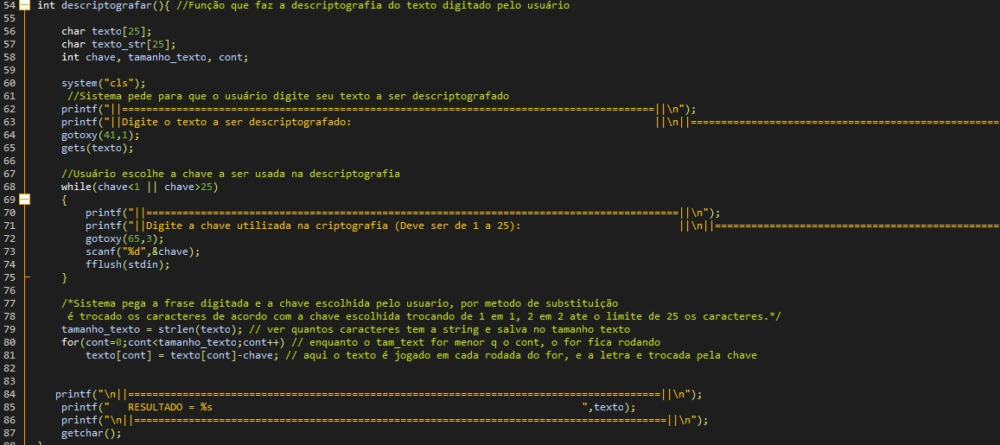 54 int descriptografar(){ //Função que faz a descriptografia do texto digitado pelo usuário
55
56 char texto[25];
57 char texto_str[25];
58 int chave, tamanho_texto, cont;
59
60 system("cls");
61 //Sistema pede para que o usuário digite seu texto a ser descriptografado
62 printf("||========================================================================================||\n");
63 printf("||Digite o texto a ser descriptografado: ||\n||===================================================
64 gotoxy(41,1);
65 gets(texto);
66
67 //Usuário escolhe a chave a ser usada na descriptografia
68 while(chave<1 || chave>25)
69 {
70 printf("||========================================================================================||\n");
71 printf("||Digite a chave utilizada na criptografia (Deve ser de 1 a 25): ||\n||===============================================
72 gotoxy(65,3);
73 scanf("%d",&chave);
74 fflush(stdin);
75 }
76
77 /*Sistema pega a frase digitada e a chave escolhida pelo usuario, por metodo de substituição
78 é trocado os caracteres de acordo com a chave escolhida trocando de 1 em 1, 2 em 2 ate o limite de 25 os caracteres.*/
79 tamanho_texto = strlen(texto); // ver quantos caracteres tem a string e salva no tamanho texto
80 for(cont=0;cont<tamanho_texto;cont++) // enquanto o tam_text for menor q o cont, o for fica rodando
81 texto[cont] = texto[cont]-chave; // aqui o texto é jogado em cada rodada do for, e a letra e trocada pela chave
82
83
84 printf("\n||========================================================================================||\n");
85 printf(" RESULTADO = %s ",texto);
86 printf("\n||========================================================================================||\n");
87 getchar();
88 }